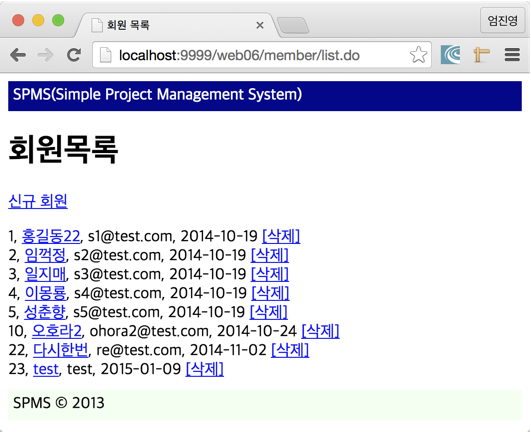 회원 목록
엄진영
localhost:9999/web06/member/list.do
SPMS(Simple Project Management System)
회원목록
신규 회원
1, 홍길동22, s1@test.com, 2014-10-19 [삭제]
2, 임꺽정, s2@test.com, 2014-10-19 [삭제]
3, 일지매, s3@test.com, 2014-10-19 [삭제]
4, 이몽룡, s4@test.com, 2014-10-19 [삭제]
5, 성춘향, s5@test.com, 2014-10-19 [삭제]
10, 오호라2, ohora2@test.com, 2014-10-24 [삭제]
22, 다시한번, re@test.com, 2014-11-02 [삭제]
23, test, test, 2015-01-09 [삭제]
SPMS © 2013